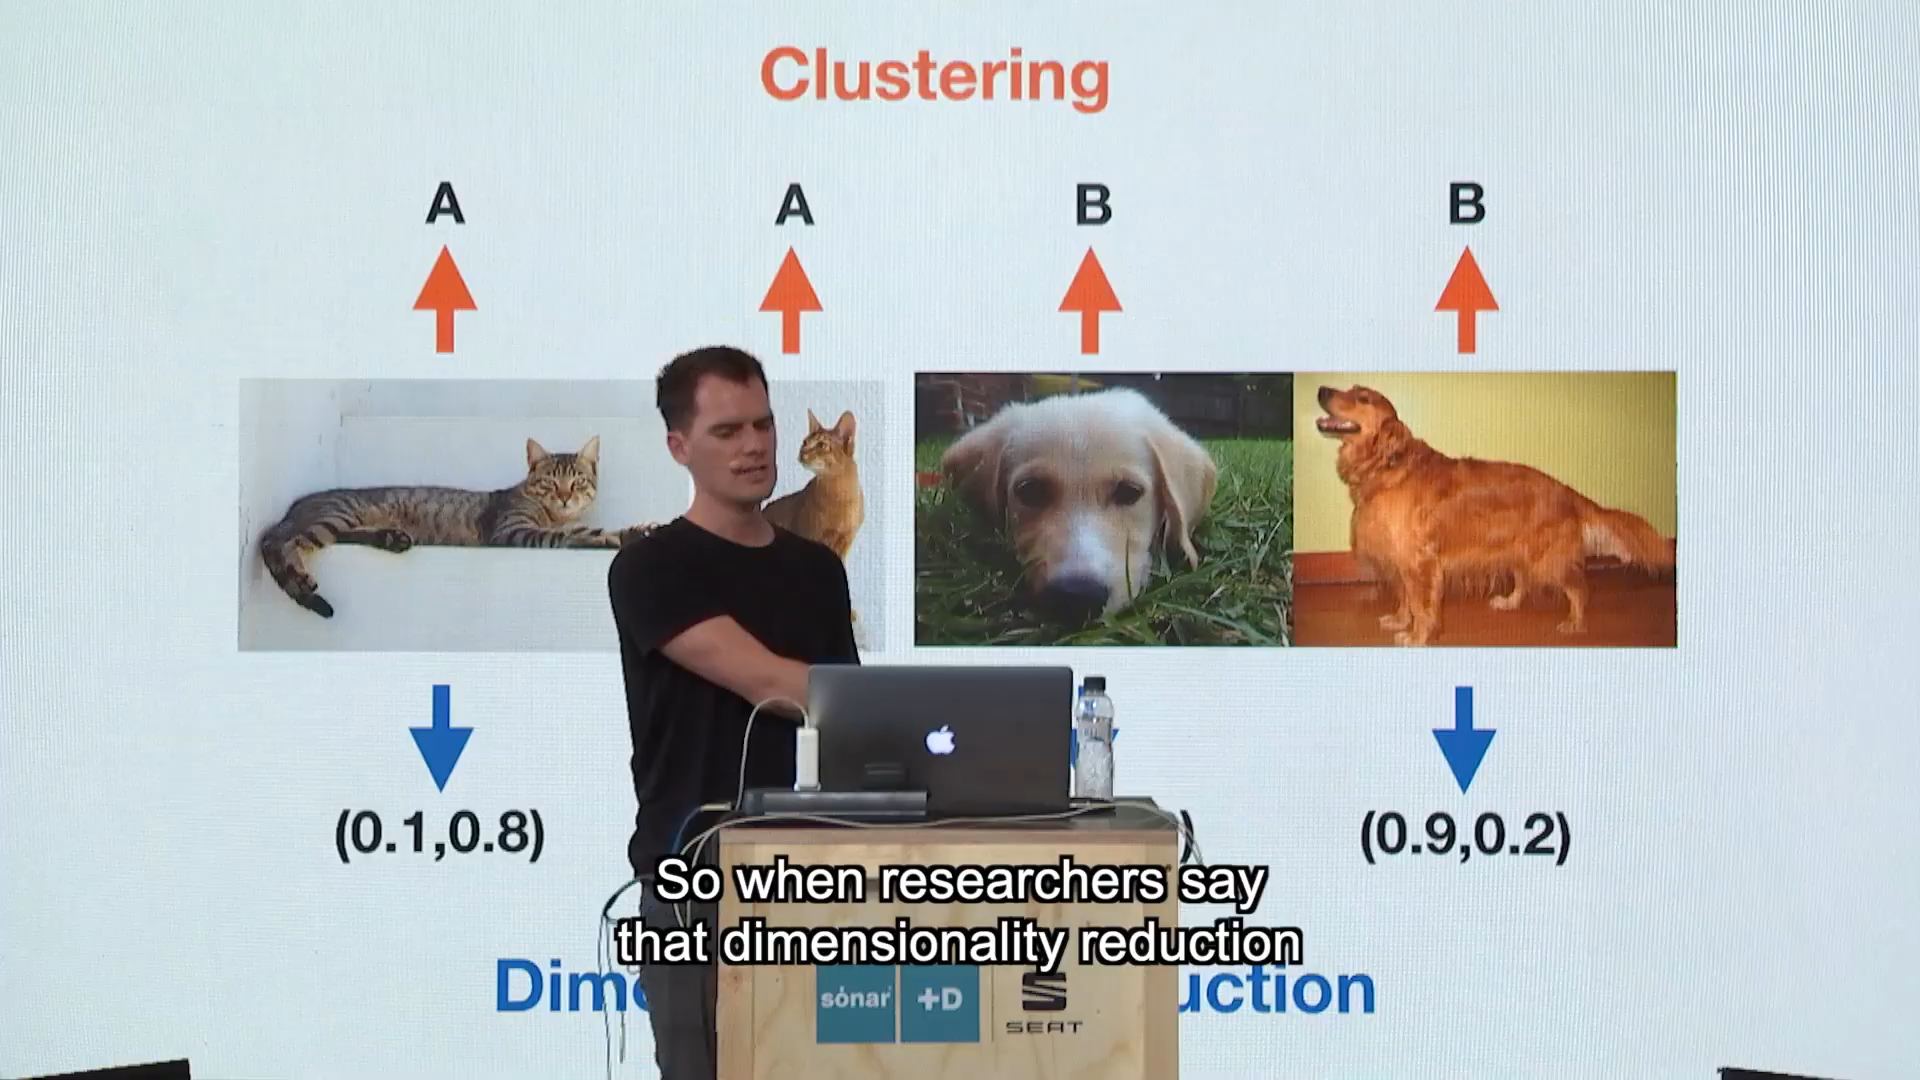 Clustering
A A B B
(0.1,0.8) ) (0.9,0.2)
So when researchers say
that dimensionality reduction
Dim uction
sónar +D
SEAT